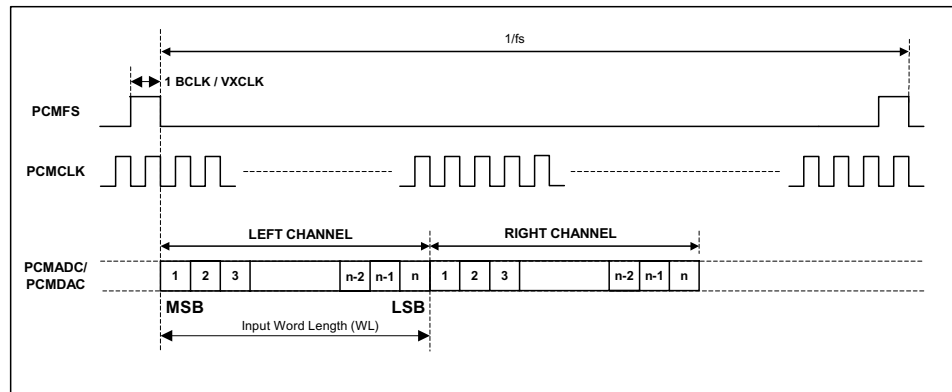 1/fs
1 BCLK / VXCLK
PCMFS
PCMCLK
LEFT CHANNEL RIGHT CHANNEL
PCMADC/
PCMDAC
1 2 3 n-2 n-1 n 1 2 3 n-2 n-1 n
MSB LSB
Input Word Length (WL)